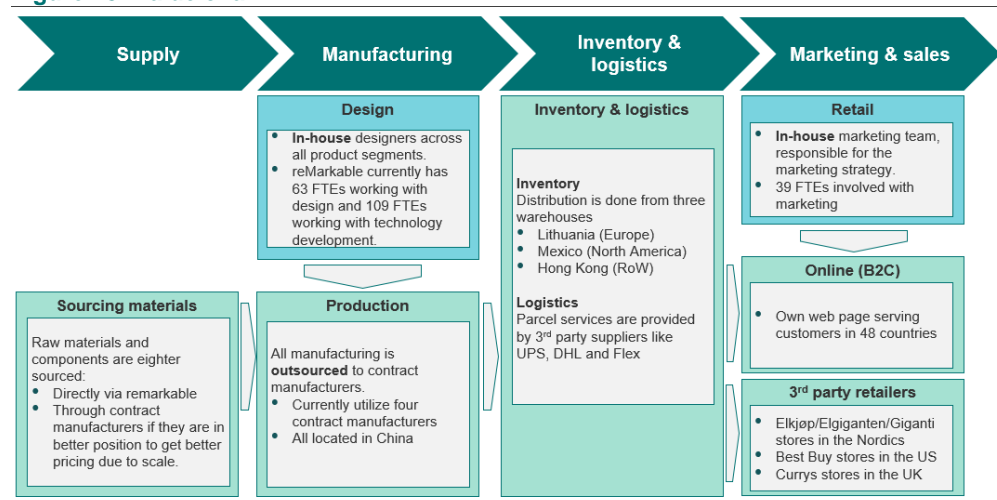 Supply
Manufacturing
Inventory &
logistics
Marketing & sales
Design
• In-house designers across
all product segments.
• reMarkable currently has
63 FTEs working with
design and 109 FTEs
working with technology
development.
Sourcing materials
Raw materials and
components are eighter
sourced:
• Directly via remarkable
• Through contract
manufacturers if they are in
better position to get better
pricing due to scale.
Production
All manufacturing is
outsourced to contract
manufacturers.
• Currently utilize four
contract manufacturers
• All located in China
Inventory & logistics
Inventory
Distribution is done from three
warehouses
• Lithuania (Europe)
• Mexico (North America)
• Hong Kong (RoW)
Logistics
Parcel services are provided
by 3rd party suppliers like
UPS, DHL and Flex
Retail
• In-house marketing team,
responsible for the
marketing strategy.
• 39 FTEs involved with
marketing
Online (B2C)
• Own web page serving
customers in 48 countries
3rd party retailers
• Elkjøp/Elgiganten/Giganti
stores in the Nordics
• Best Buy stores in the US
• Currys stores in the UK